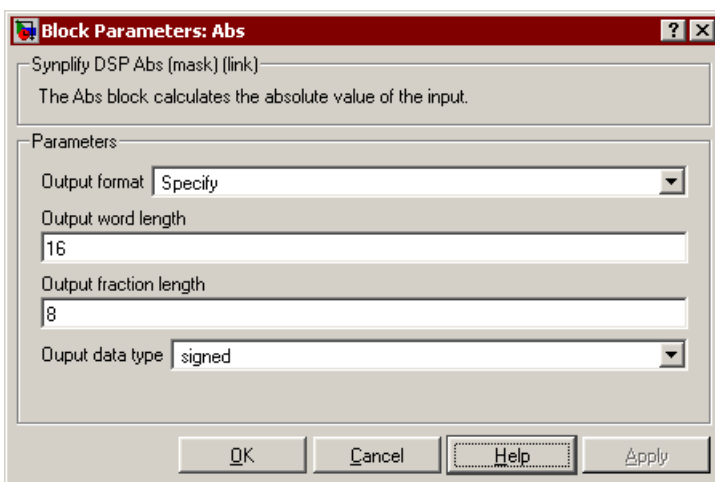 Block Parameters: Abs
Synplify DSP Abs (mask) (link)
The Abs block calculates the absolute value of the input.
Parameters
Output format Specify
Output word length
16
Output fraction length
8
Ouput data type signed
OK Cancel Help Apply